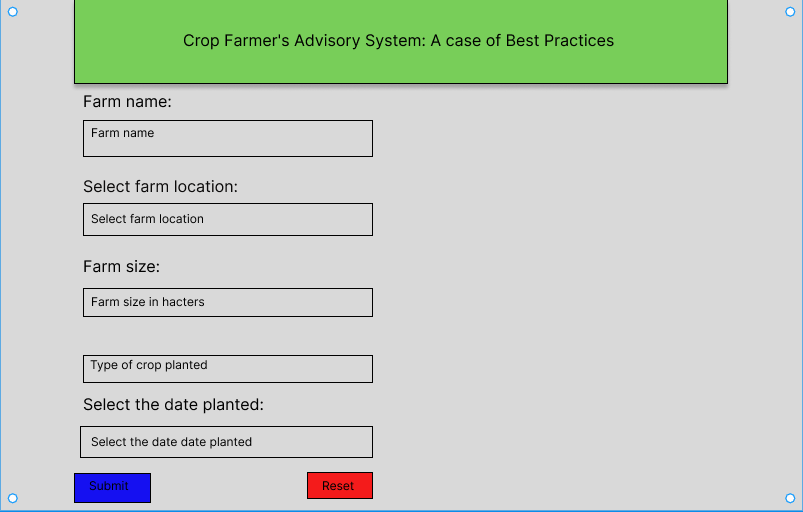 Crop Farmer's Advisory System: A case of Best Practices
Farm name:
Farm name
Select farm location:
Select farm location
Farm size:
Farm size in hacters
Type of crop planted
Select the date planted:
Select the date date planted
Submit
Reset